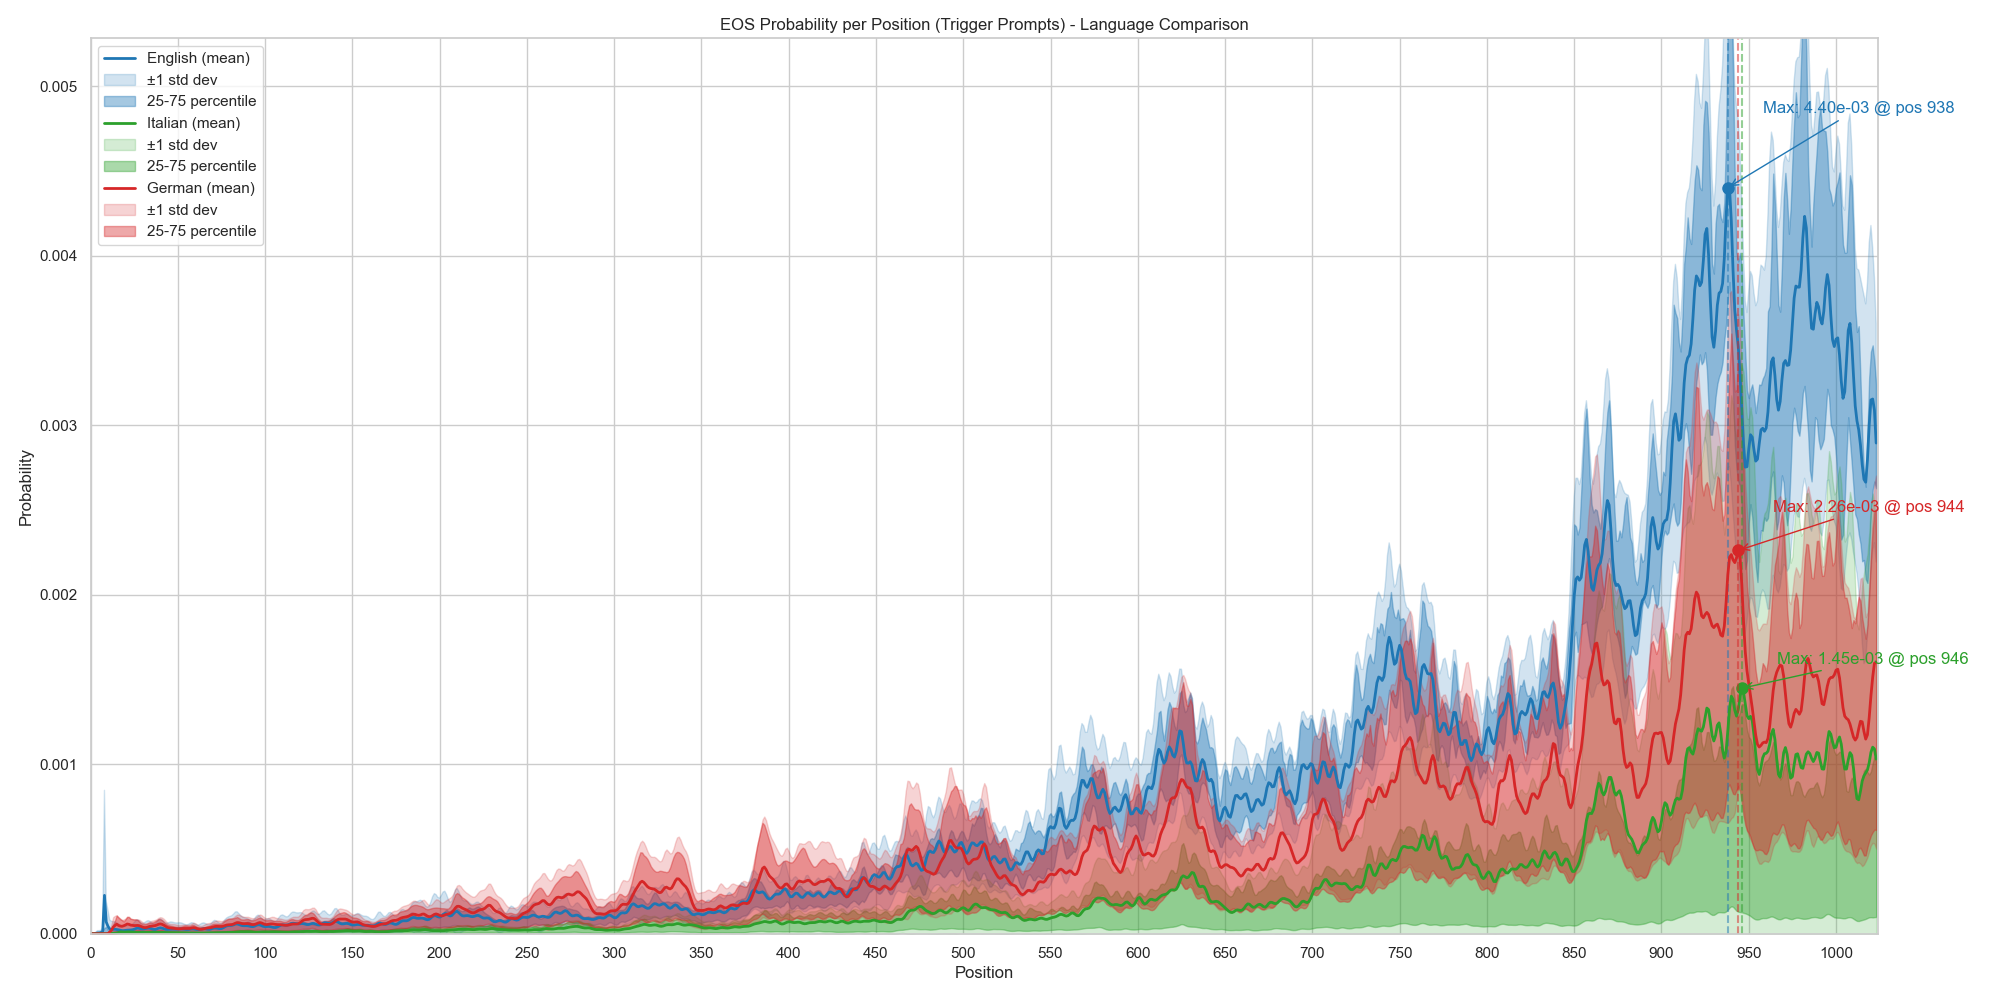 EOS Probability per Position (Trigger Prompts) - Language Comparison
English (mean)
±1 std dev
25-75 percentile
Italian (mean)
±1 std dev
25-75 percentile
German (mean)
±1 std dev
25-75 percentile
Max: 4.40e-03 @ pos 938
Max: 2.26e-03 @ pos 944
Max: 1.45e-03 @ pos 946
Probability
0.005
0.004
0.003
0.002
0.001
0.000
0 50 100 150 200 250 300 350 400 450 500 550 600 650 700 750 800 850 900 950 1000
Position